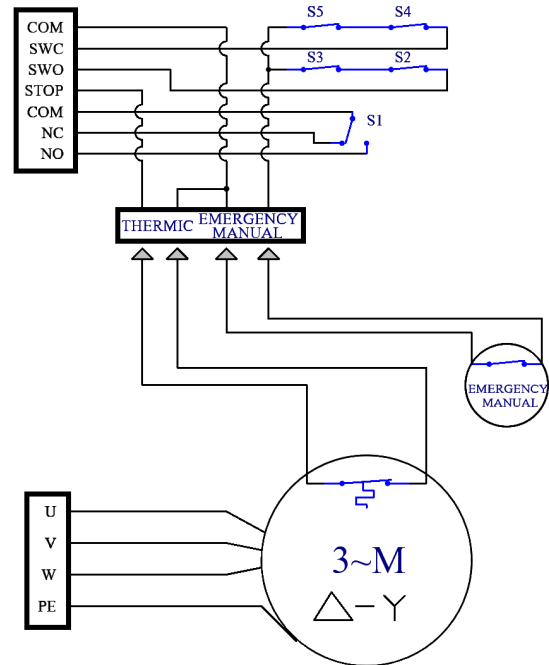 COM
SWC
SWO
STOP
COM
NC
NO
S5
S4
S3
S2
S1
THERMIC
EMERGENCY
MANUAL
EMERGENCY
MANUAL
U
V
W
PE
3~M
△-Y